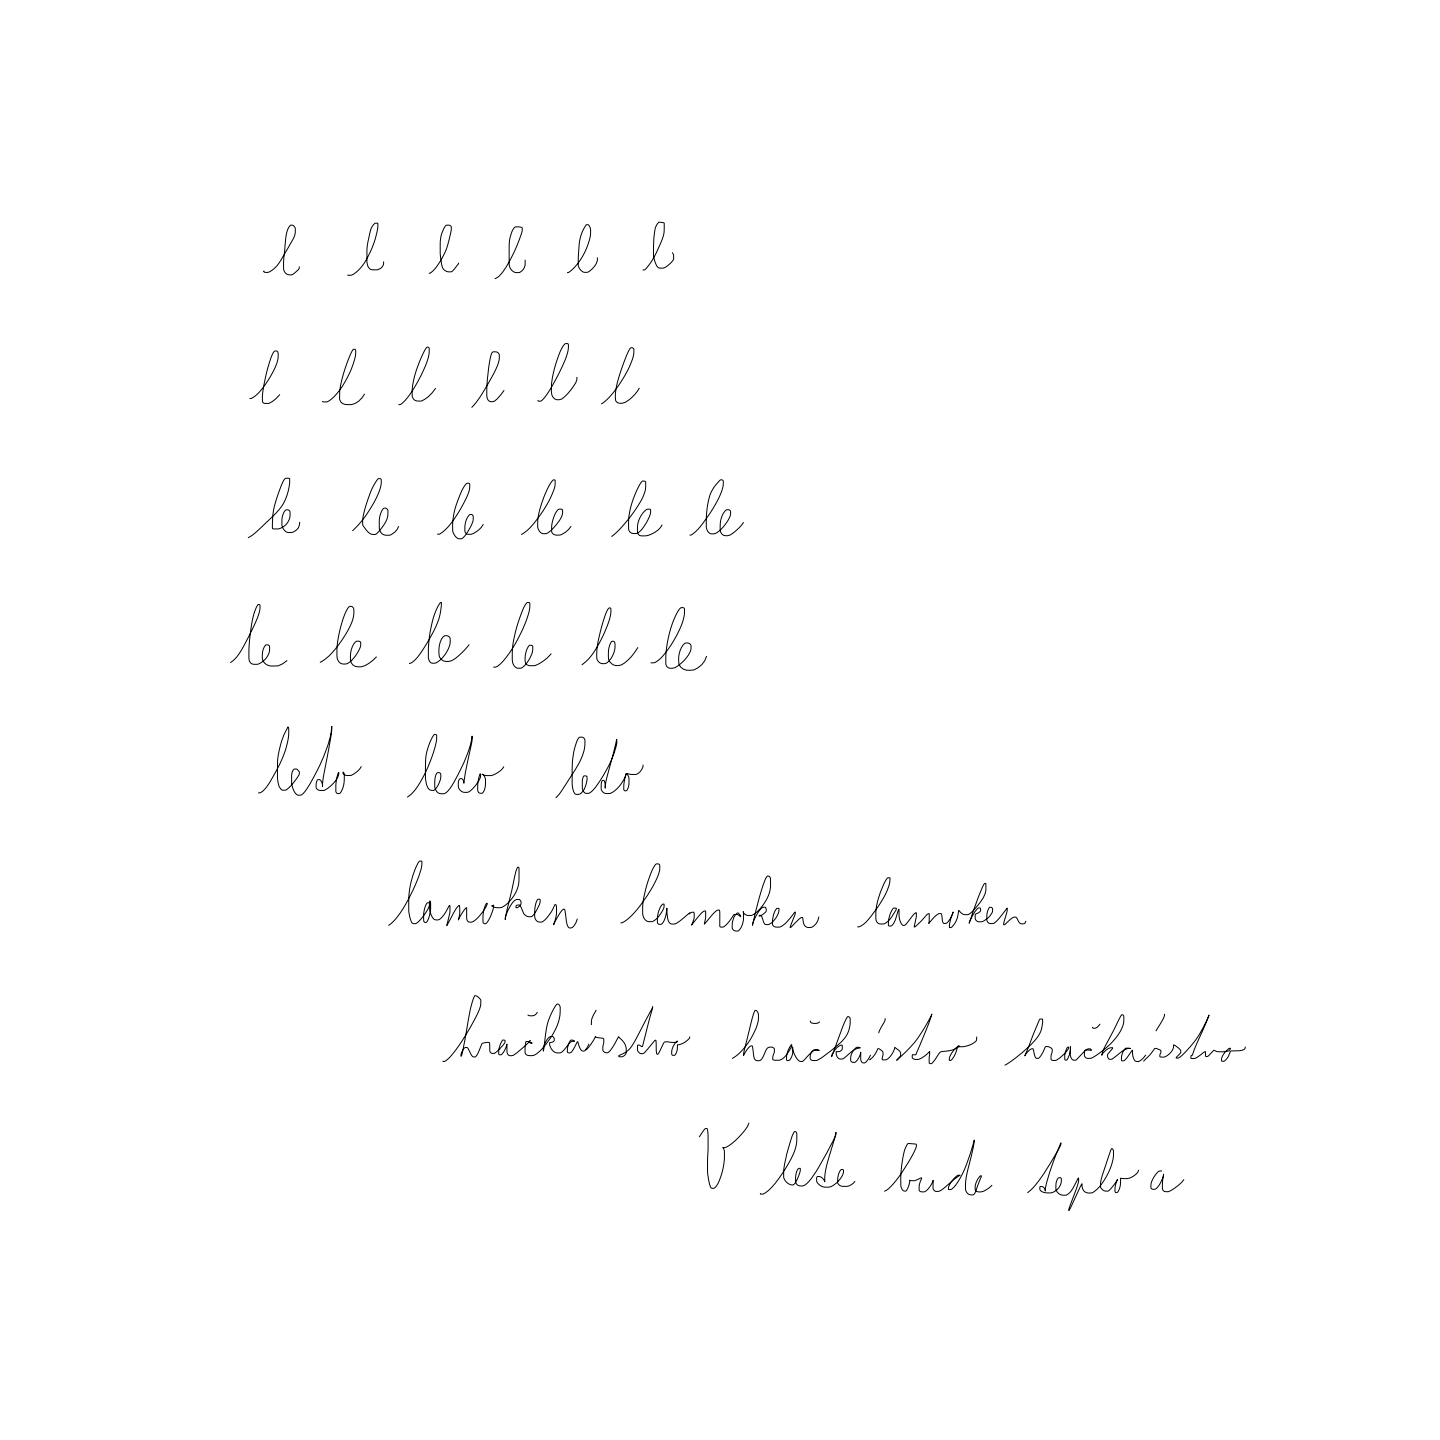 l l l l l l
l l l l l l
le le le le le le
le le le le le le
leto leto leto
lamoken lamoken lamoken
hračkárstvo hračkárstvo hračkárstvo
V lete bude teplo a